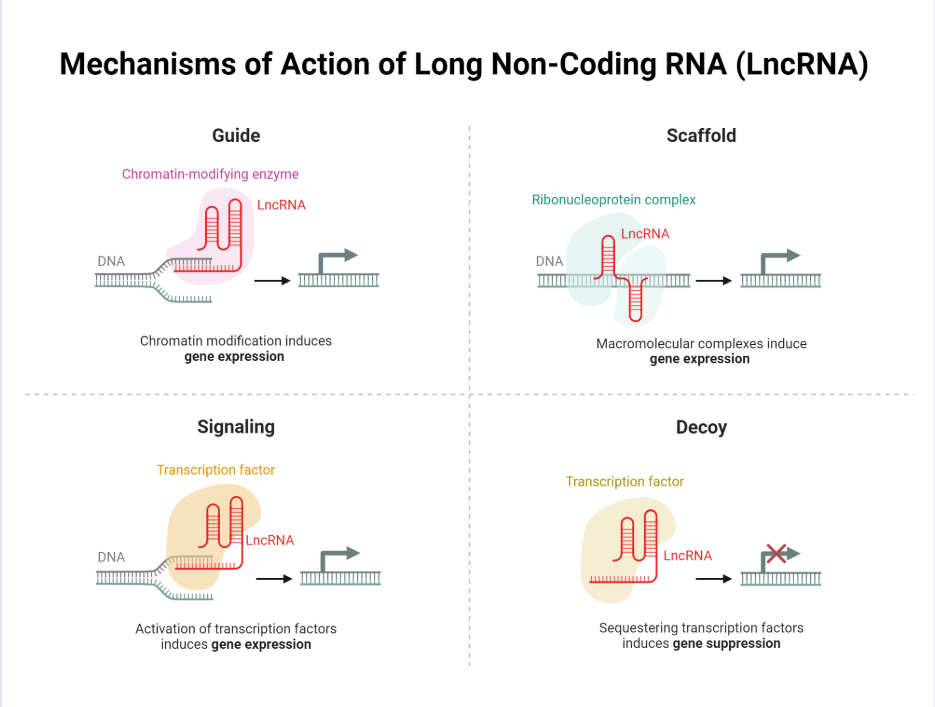 Mechanisms of Action of Long Non-Coding RNA (LncRNA)
Guide
Chromatin-modifying enzyme
LncRNA
DNA
Chromatin modification induces
gene expression
Scaffold
Ribonucleoprotein complex
LncRNA
DNA
Macromolecular complexes induce
gene expression
Signaling
Transcription factor
LncRNA
DNA
Activation of transcription factors
induces gene expression
Decoy
Transcription factor
LncRNA
Sequestering transcription factors
induces gene suppression